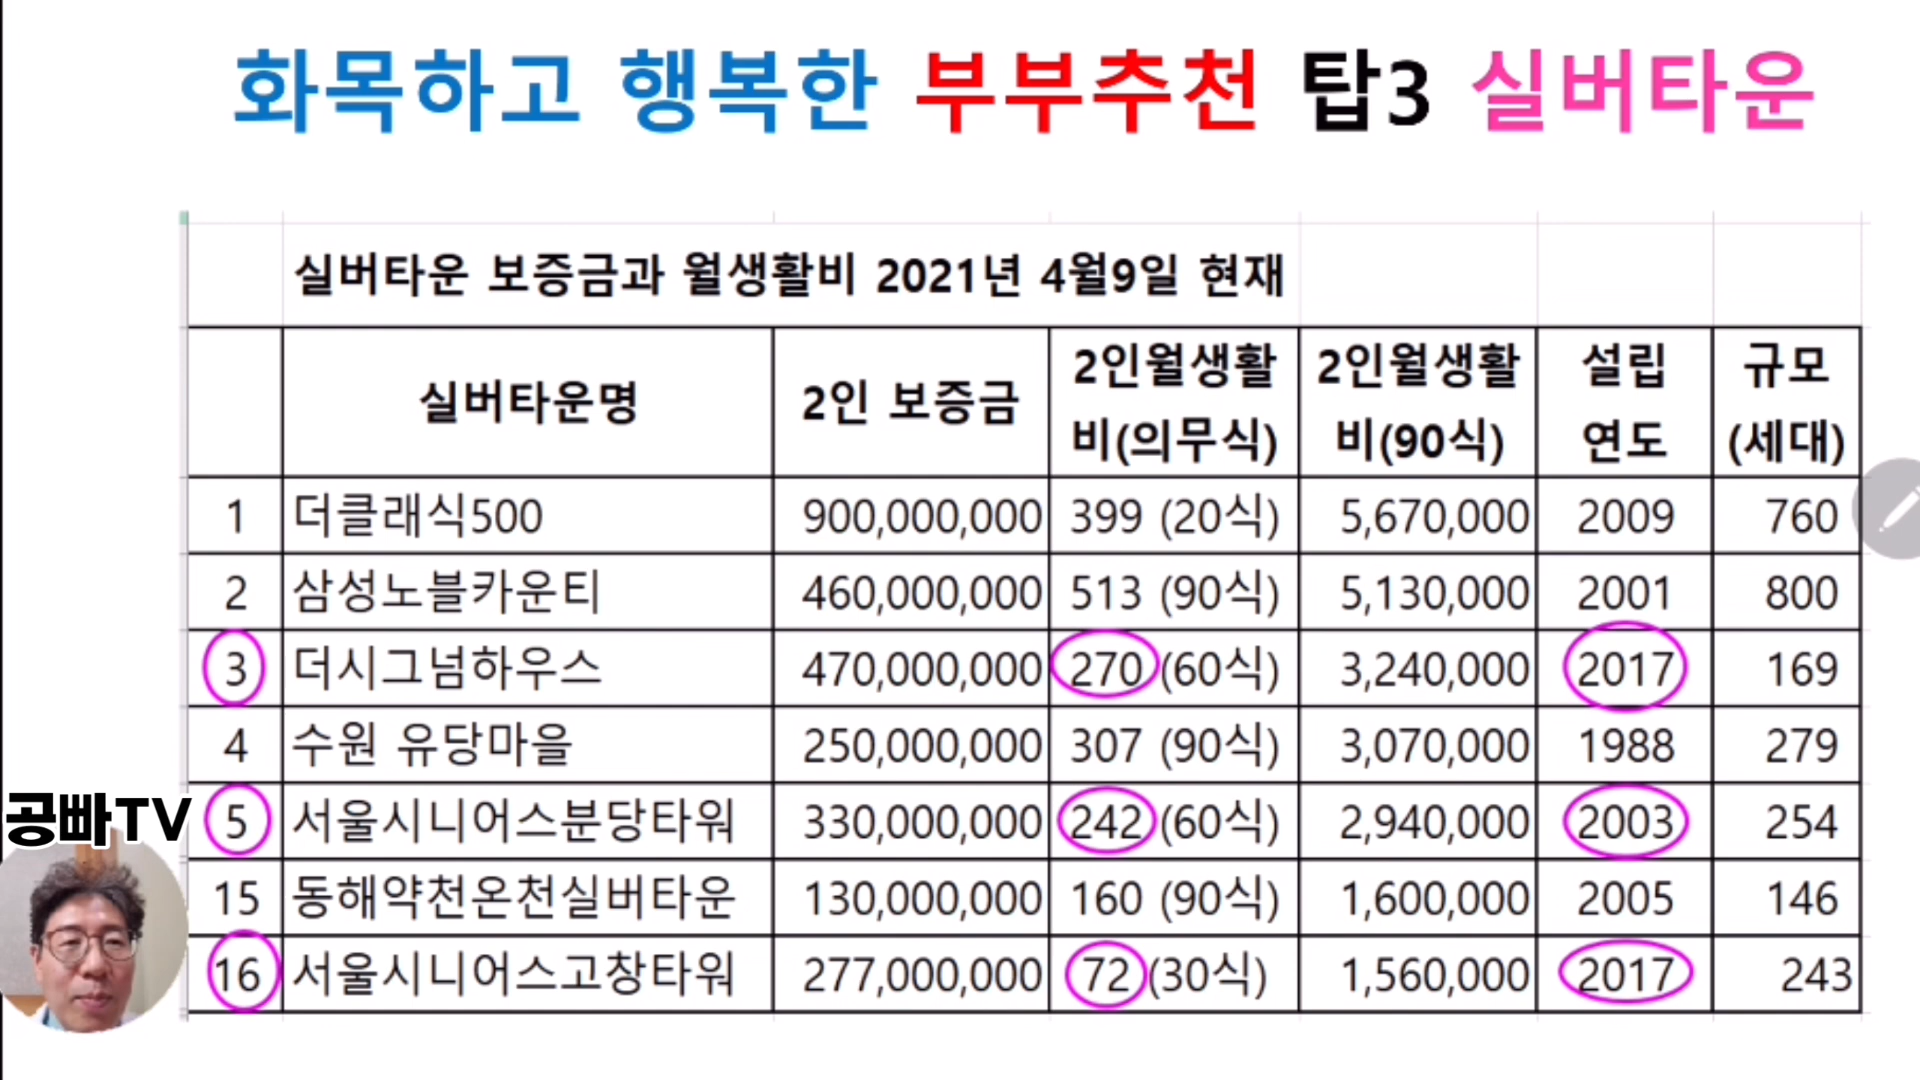 화목하고 행복한 부부추천 탑3 실버타운
실버타운 보증금과 월생활비 2021년 4월9일 현재
실버타운명 2인 보증금 2인월생활비(의무식) 2인월생활비(90식) 설립연도 규모(세대)
1 더클래식500 900,000,000 399 (20식) 5,670,000 2009 760
2 삼성노블카운티 460,000,000 513 (90식) 5,130,000 2001 800
3 더시그넘하우스 470,000,000 270 (60식) 3,240,000 2017 169
4 수원 유당마을 250,000,000 307 (90식) 3,070,000 1988 279
5 서울시니어스분당타워 330,000,000 242 (60식) 2,940,000 2003 254
15 동해약천온천실버타운 130,000,000 160 (90식) 1,600,000 2005 146
16 서울시니어스고창타워 277,000,000 72 (30식) 1,560,000 2017 243
공빠TV